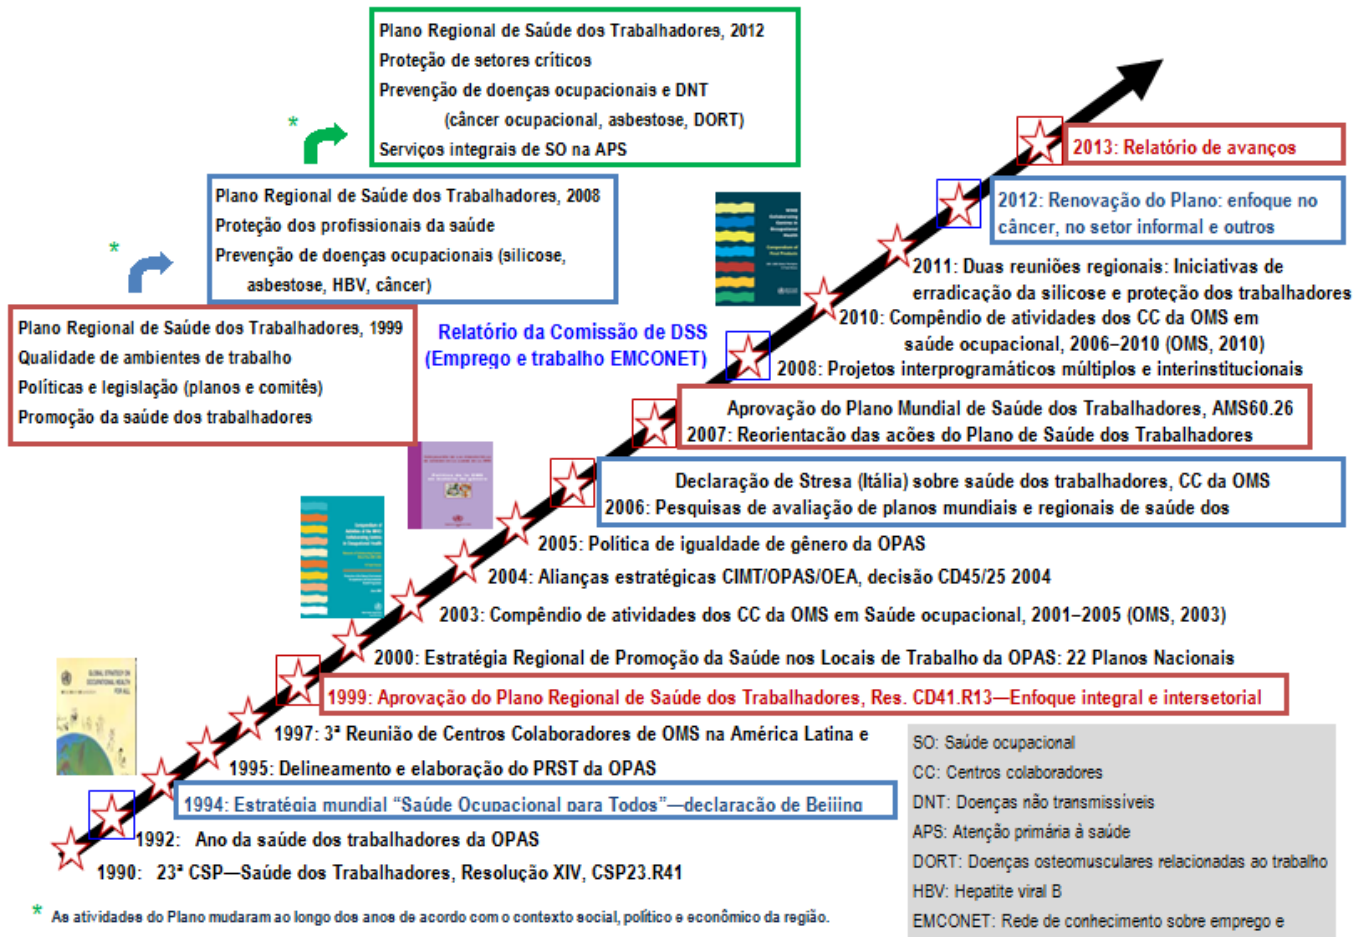 Plano Regional de Saúde dos Trabalhadores, 2012
Proteção de setores críticos
Prevenção de doenças ocupacionais e DNT
(câncer ocupacional, asbestose, DORT)
Serviços integrais de SO na APS
*
Plano Regional de Saúde dos Trabalhadores, 2008
Proteção dos profissionais da saúde
Prevenção de doenças ocupacionais (silicose,
asbestose, HBV, câncer)
*
Plano Regional de Saúde dos Trabalhadores, 1999
Qualidade de ambientes de trabalho
Políticas e legislação (planos e comitês)
Promoção da saúde dos trabalhadores
2013: Relatório de avanços
2012: Renovação do Plano: enfoque no
câncer, no setor informal e outros
2011: Duas reuniões regionais: Iniciativas de
erradicação da silicose e proteção dos trabalhadores
2010: Compêndio de atividades dos CC da OMS em
saúde ocupacional, 2006–2010 (OMS, 2010)
Relatório da Comissão de DSS
(Emprego e trabalho EMCONET)
2008: Projetos interprogramáticos múltiplos e interinstitucionais
Aprovação do Plano Mundial de Saúde dos Trabalhadores, AMS60.26
2007: Reorientação das ações do Plano de Saúde dos Trabalhadores
Declaração de Stresa (Itália) sobre saúde dos trabalhadores, CC da OMS
2006: Pesquisas de avaliação de planos mundiais e regionais de saúde dos
2005: Política de igualdade de gênero da OPAS
2004: Alianças estratégicas CIMT/OPAS/OEA, decisão CD45/25 2004
2003: Compêndio de atividades dos CC da OMS em Saúde ocupacional, 2001–2005 (OMS, 2003)
2000: Estratégia Regional de Promoção da Saúde nos Locais de Trabalho da OPAS: 22 Planos Nacionais
1999: Aprovação do Plano Regional de Saúde dos Trabalhadores, Res. CD41.R13—Enfoque integral e intersetorial
1997: 3ª Reunião de Centros Colaboradores de OMS na América Latina e
1995: Delineamento e elaboração do PRST da OPAS
1994: Estratégia mundial “Saúde Ocupacional para Todos”—declaração de Beijing
1992: Ano da saúde dos trabalhadores da OPAS
1990: 23ª CSP—Saúde dos Trabalhadores, Resolução XIV, CSP23.R41
GLOBAL STRATEGY ON
OCCUPATIONAL HEALTH
FOR ALL
SO: Saúde ocupacional
CC: Centros colaboradores
DNT: Doenças não transmissíveis
APS: Atenção primária à saúde
DORT: Doenças osteomusculares relacionadas ao trabalho
HBV: Hepatite viral B
EMCONET: Rede de conhecimento sobre emprego e
* As atividades do Plano mudaram ao longo dos anos de acordo com o contexto social, político e econômico da região.